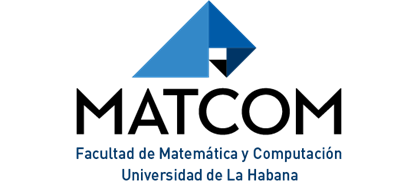 MATCOM
Facultad de Matemática y Computación
Universidad de La Habana